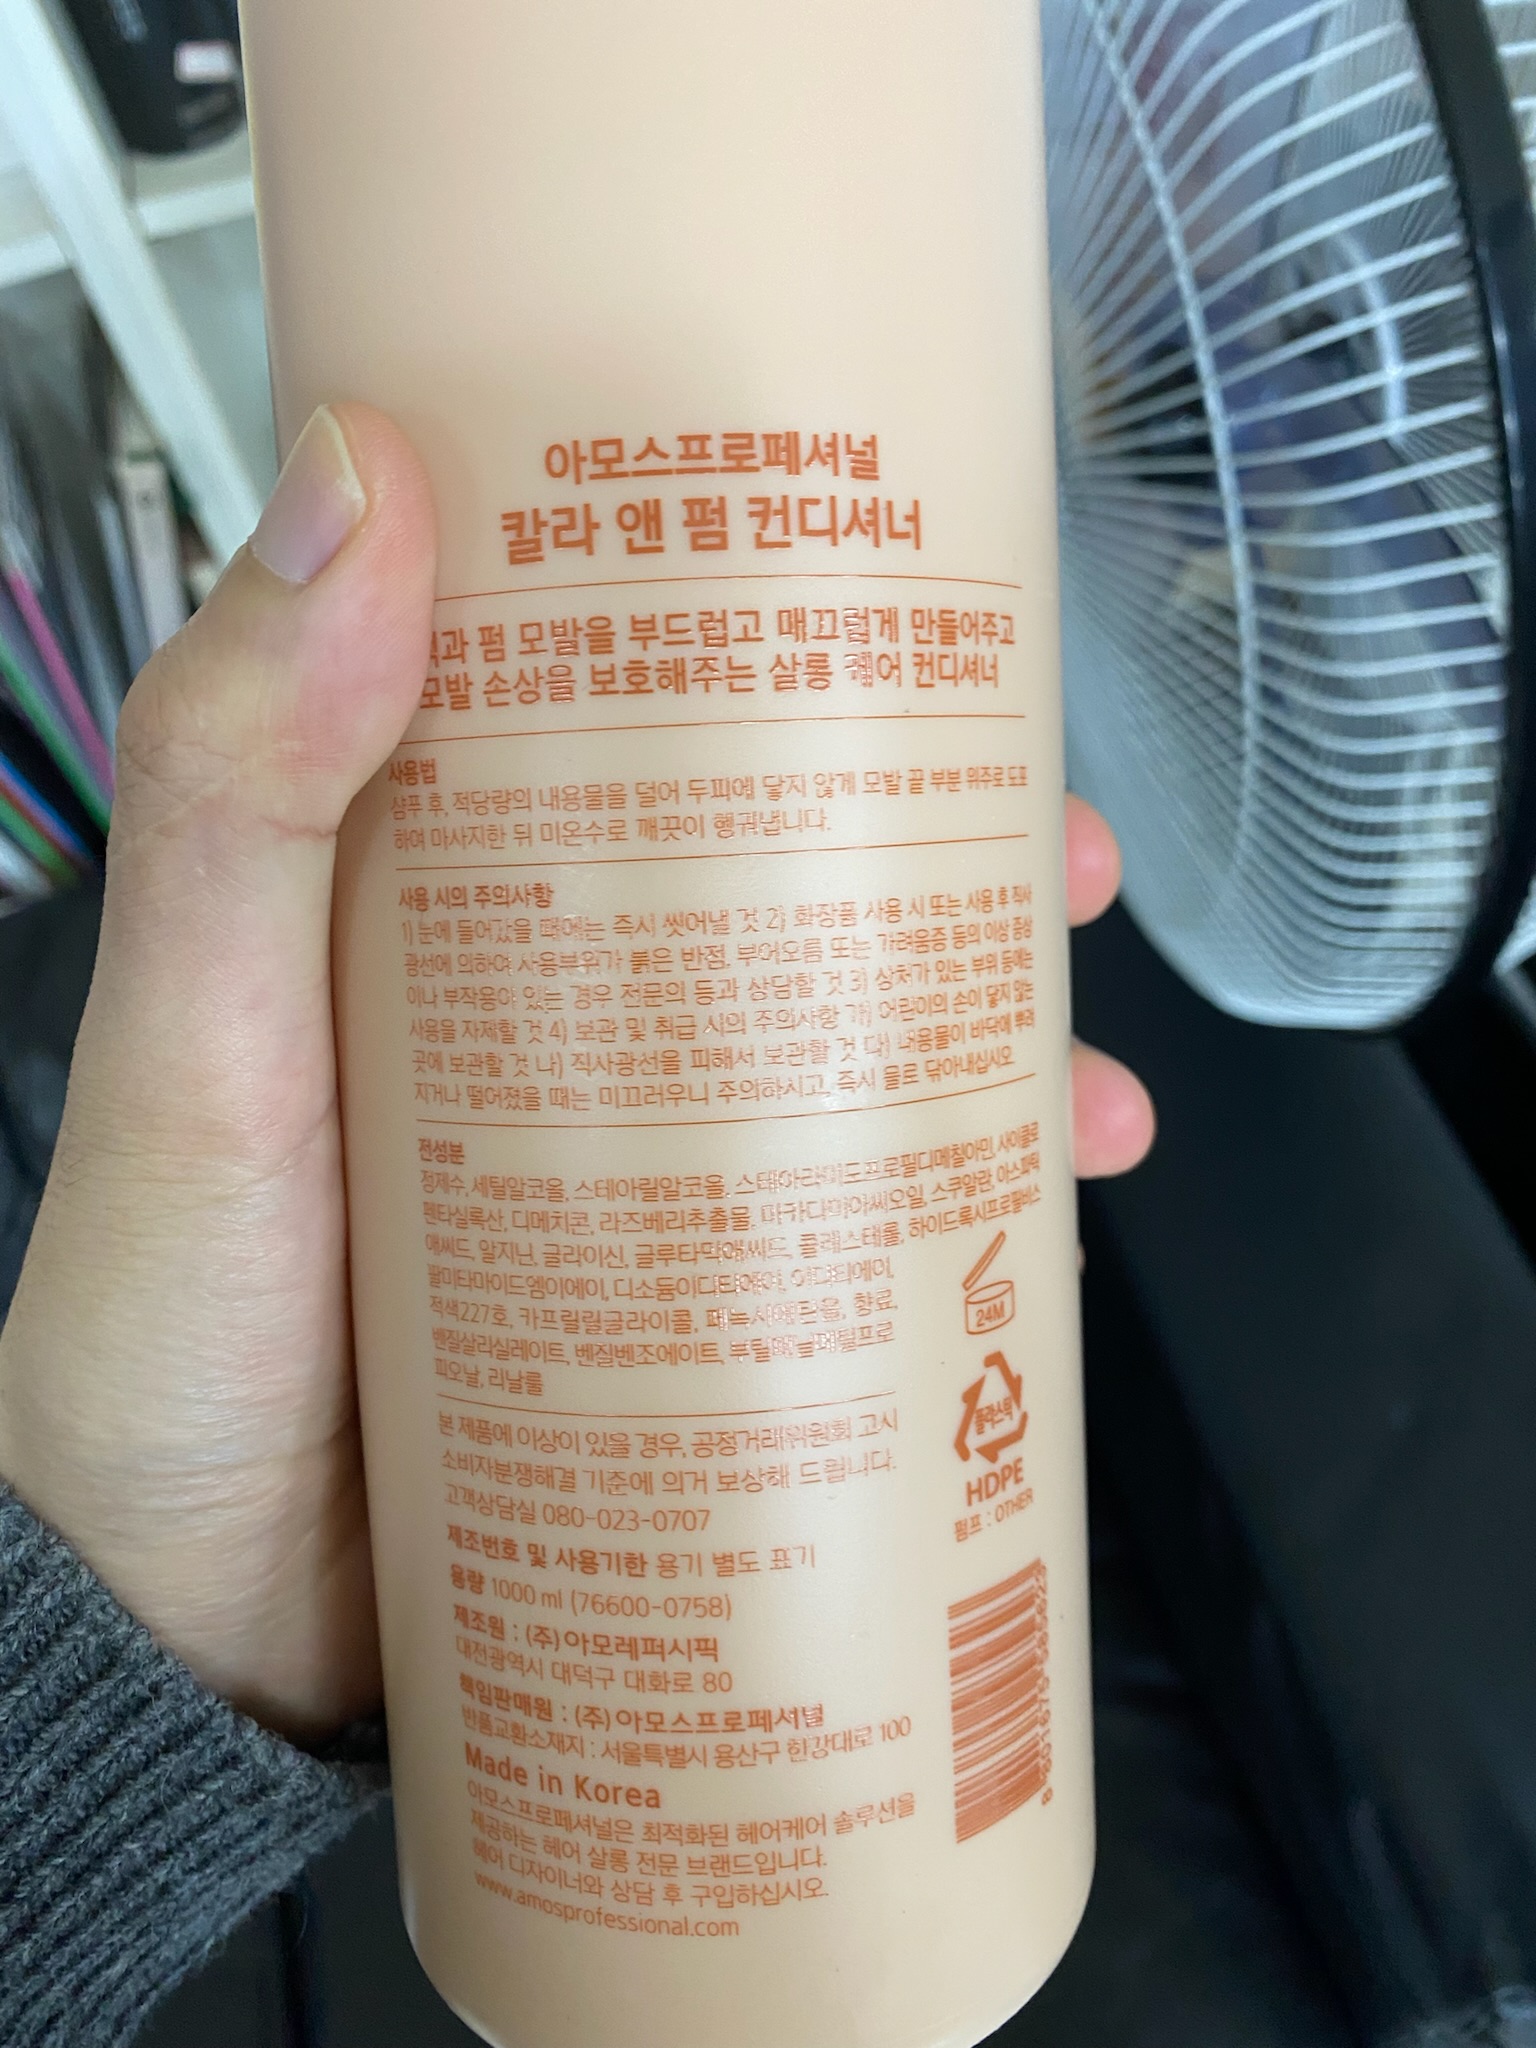 아모스프로페셔널
칼라 앤 펌 컨디셔너
펌 모발을 부드럽고 매끄럽게 만들어주고
모발 손상을 보호해주는 살롱 케어 컨디셔너
사용법
샴푸 후, 적당량의 내용물을 덜어 두피에 닿지 않게 모발 끝 부분 위주로 도포
하여 마사지한 뒤 미온수로 깨끗이 헹궈냅니다.
사용 시의 주의사항
1) 눈에 들어갔을 때에는 즉시 씻어낼 것 2) 화장품 사용 시 또는 사용 후 직사
광선에 의하여 사용부위가 붉은 반점, 부어오름 또는 가려움증 등의 이상 증상
이나 부작용이 있는 경우 전문의 등과 상담할 것 3) 상처가 있는 부위 등에는
사용을 자제할 것 4) 보관 및 취급 시의 주의사항 가) 어린이의 손이 닿지 않는
곳에 보관할 것 나) 직사광선을 피해서 보관할 것 다) 내용물이 바닥에 뿌려
지거나 떨어졌을 때는 미끄러우니 주의하시고, 즉시 물로 닦아내십시오
전성분
정제수, 세틸알코올, 스테아릴알코올, 스테아라미도프로필디메칠아민, 사이클로
펜타실록산, 디메치콘, 라즈베리추출물, 마카다미아씨오일, 스쿠알란, 아스파틱
애씨드, 알지닌, 글라이신, 글루타믹애씨드, 콜레스테롤, 하이드록시프로필비스
팔미타마이드엠이에이, 디소듐이디티에이, 이디티에이,
적색227호, 카프릴릴글라이콜, 페녹시에탄올, 향료,
벤질살리실레이트, 벤질벤조에이트, 부틸페닐메틸프로
피오날, 리날룰
24M
플라스틱
HDPE
펌프 : OTHER
본 제품에 이상이 있을 경우, 공정거래위원회 고시
소비자분쟁해결 기준에 의거 보상해 드립니다.
고객상담실 080-023-0707
제조번호 및 사용기한 용기 별도 표기
용량 1000 ml (76600-0758)
제조원 : (주)아모레퍼시픽
대전광역시 대덕구 대화로 80
책임판매원 : (주)아모스프로페셔널
반품교환소재지 : 서울특별시 용산구 한강대로 100
Made in Korea
아모스프로페셔널은 최적화된 헤어케어 솔루션을
제공하는 헤어 살롱 전문 브랜드입니다.
헤어 디자이너와 상담 후 구입하십시오.
www.amosprofessional.com